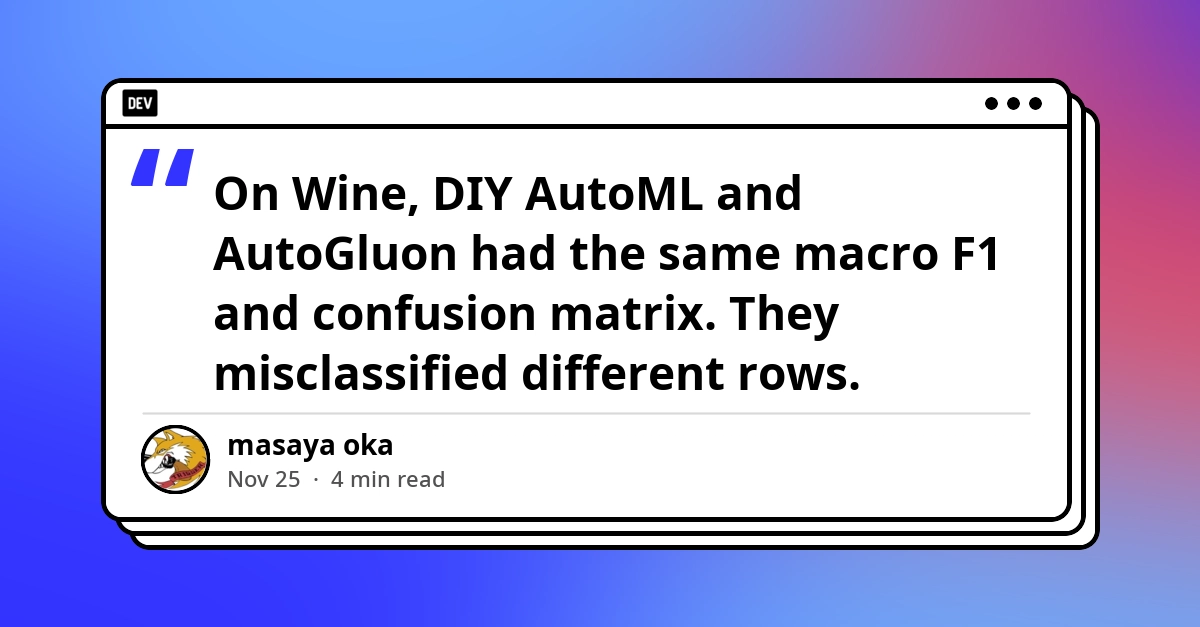 DEV
“
On Wine, DIY AutoML and
AutoGluon had the same macro F1
and confusion matrix. They
misclassified different rows.
masaya oka
Nov 25 · 4 min read